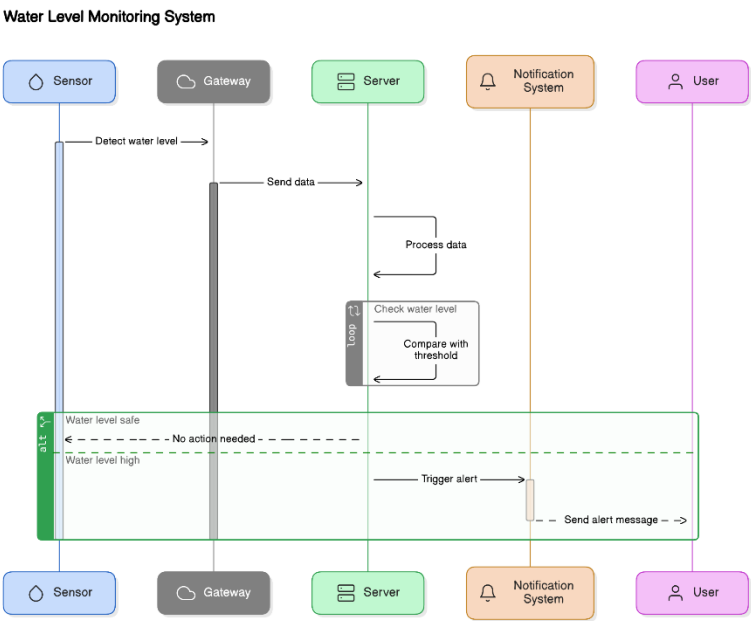 Water Level Monitoring System
Sensor
Gateway
Server
Notification
System
User
Detect water level
Send data
Process data
loop
Check water level
Compare with
threshold
alt
Water level safe
No action needed
Water level high
Trigger alert
Send alert message
Sensor
Gateway
Server
Notification
System
User